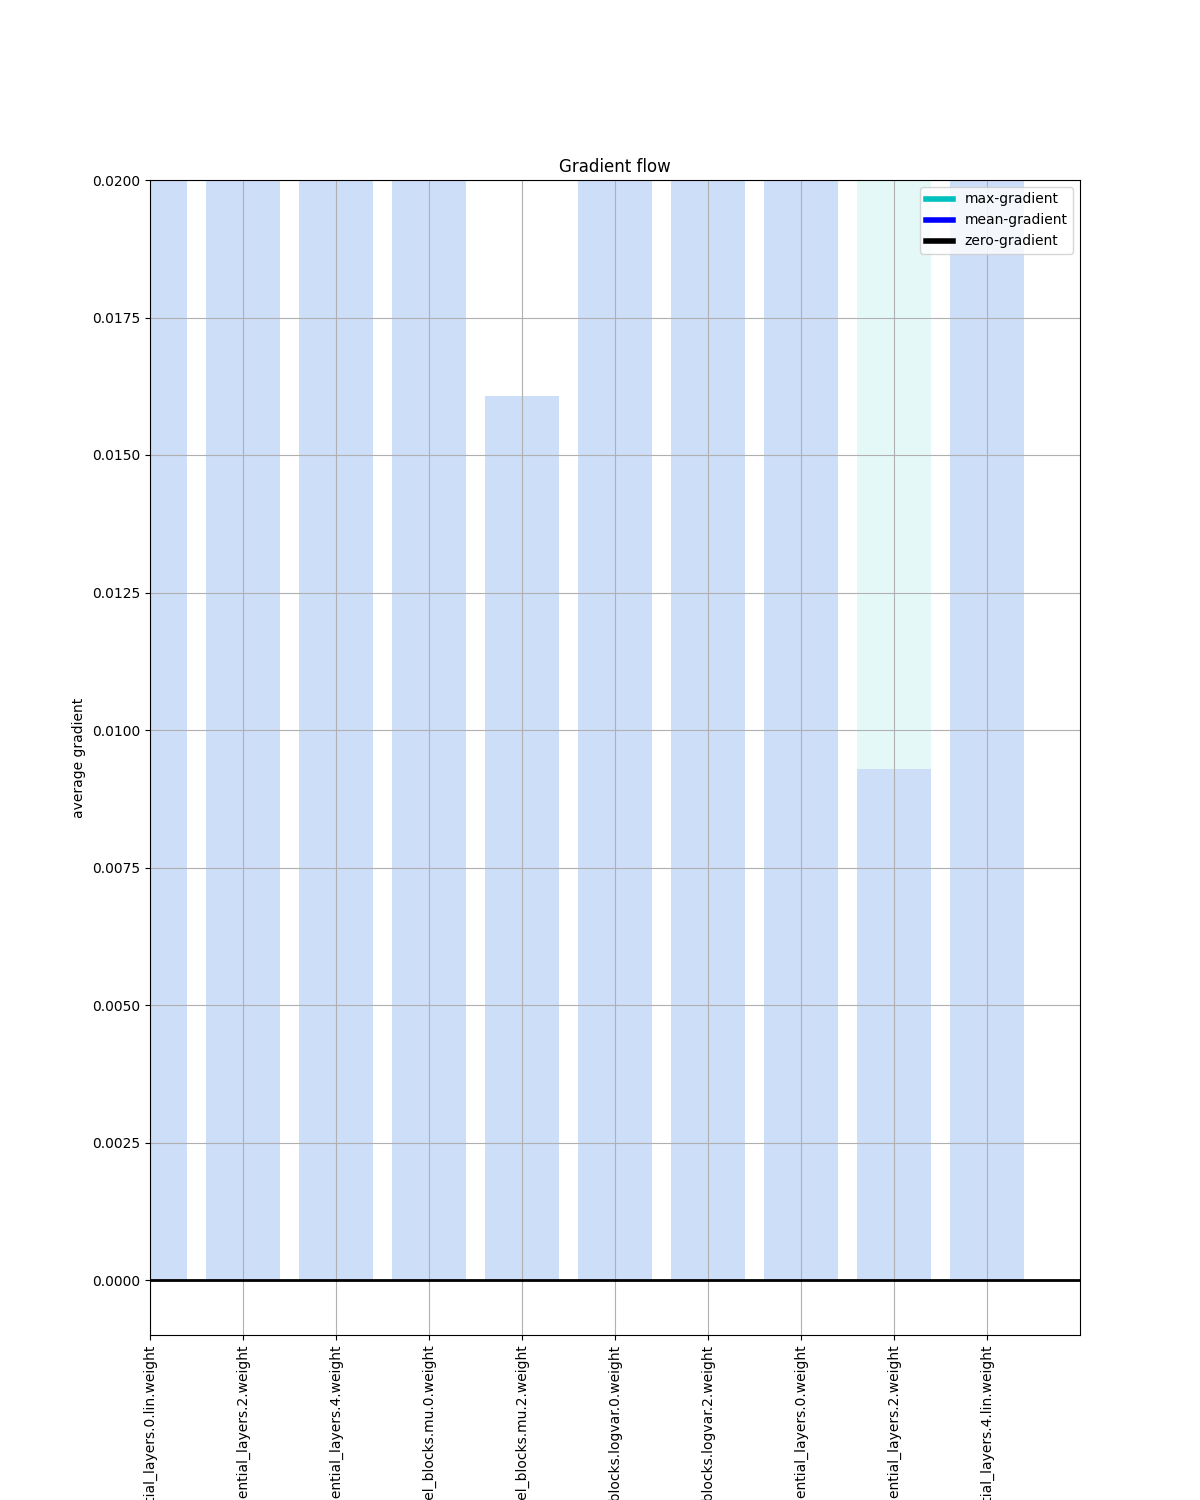 Gradient flow
max-gradient
mean-gradient
zero-gradient
0.0200
0.0175
0.0150
0.0125
0.0100
0.0075
0.0050
0.0025
0.0000
average gradient
tial_layers.0.lin.weight
ential_layers.2.weight
ential_layers.4.weight
el_blocks.mu.0.weight
el_blocks.mu.2.weight
blocks.logvar.0.weight
blocks.logvar.2.weight
ential_layers.0.weight
ential_layers.2.weight
tial_layers.4.lin.weight